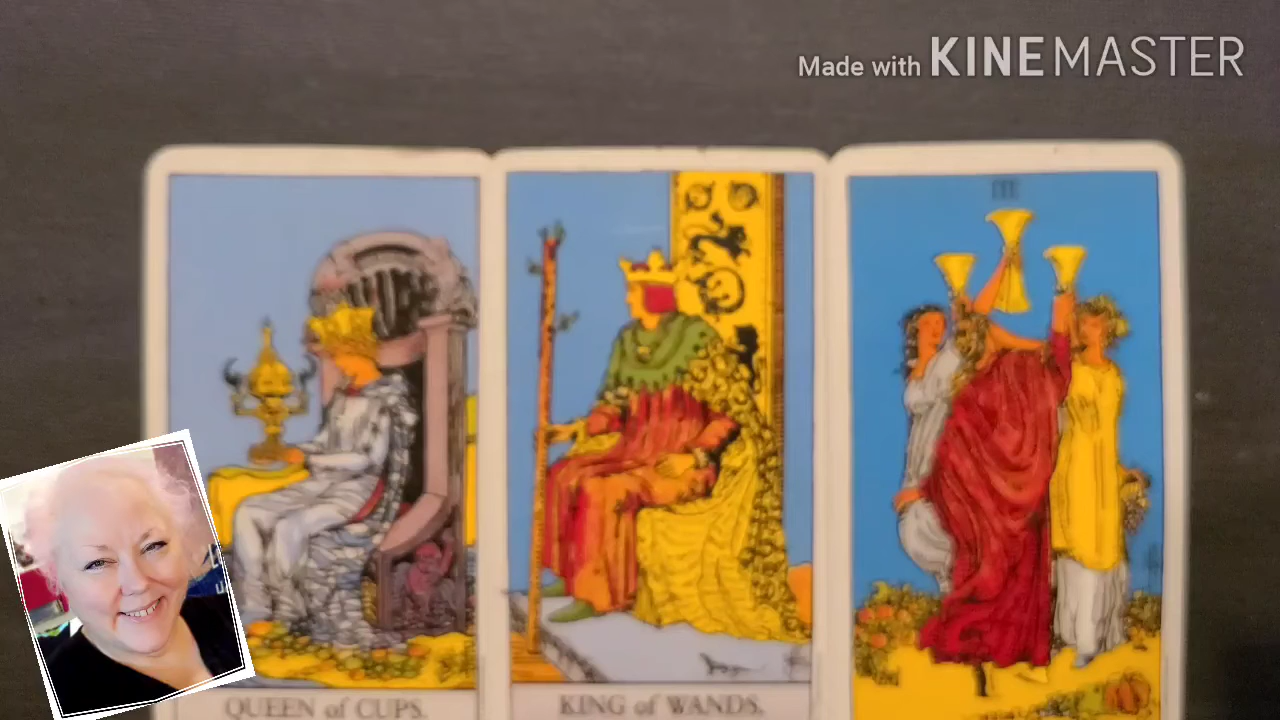 Made with KINEMASTER
III
QUEEN of CUPS.
KING of WANDS.